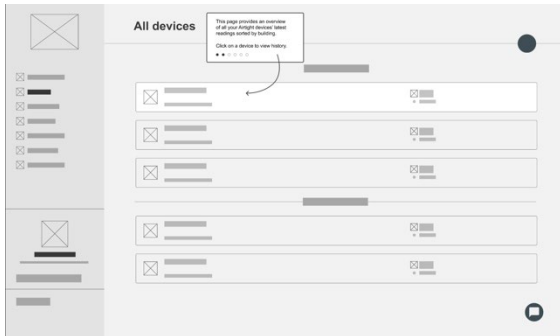 All devices
This page provides an overview
of all your Airtight devices' latest
readings sorted by building.
Click on a device to view history.